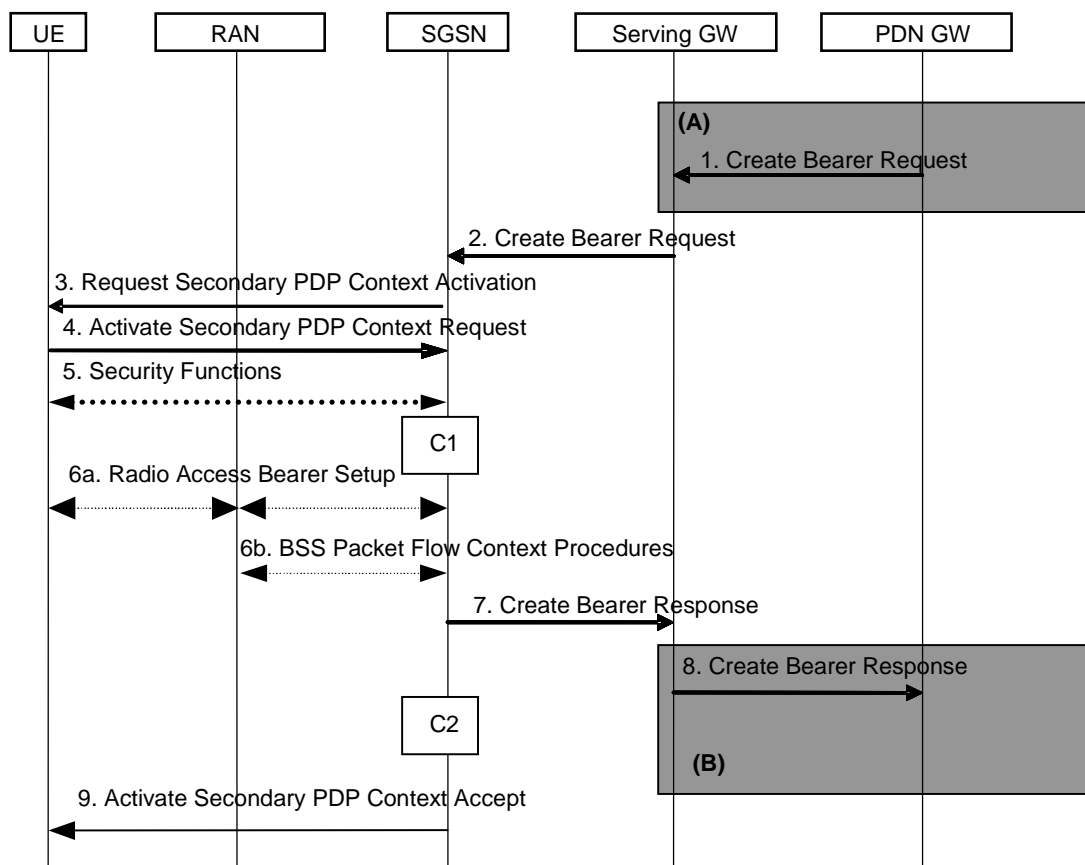 UE
RAN
SGSN
Serving GW
PDN GW
(A)
1. Create Bearer Request
2. Create Bearer Request
3. Request Secondary PDP Context Activation
4. Activate Secondary PDP Context Request
5. Security Functions
C1
6a. Radio Access Bearer Setup
6b. BSS Packet Flow Context Procedures
7. Create Bearer Response
8. Create Bearer Response
C2
(B)
9. Activate Secondary PDP Context Accept